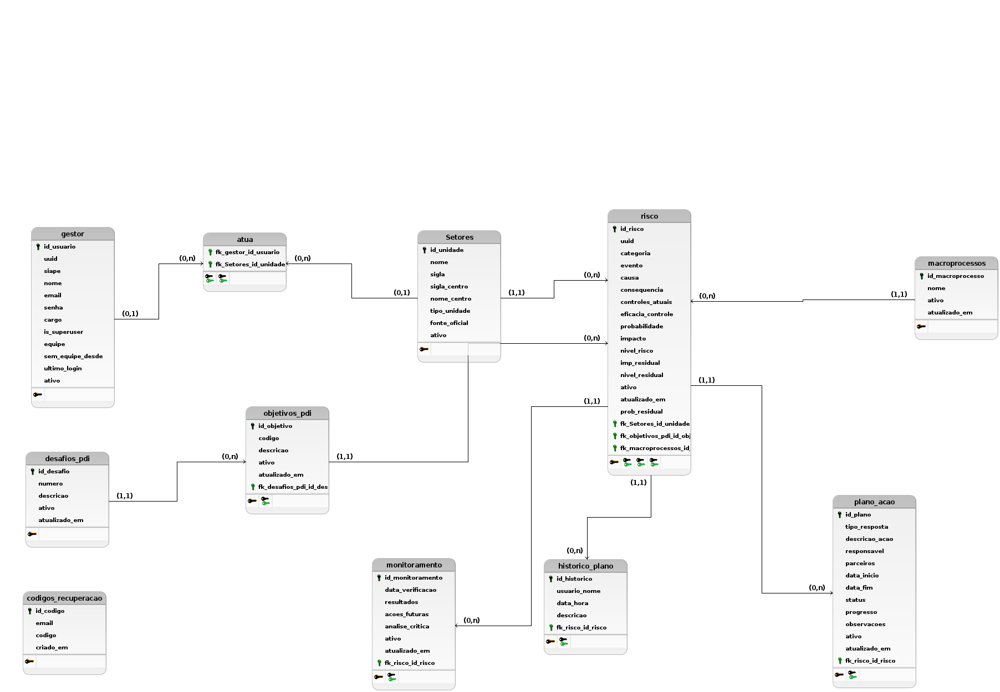 gestor
id_usuario
uuid
siape
nome
email
senha
cargo
is_superuser
equipe
sem_equipe_desde
ultimo_login
ativo
(0,1)
(0,n)
atua
fk_gestor_id_usuario
fk_Setores_id_unidade
(0,n)
(0,1)
Setores
id_unidade
nome
sigla
sigla_centro
nome_centro
tipo_unidade
fonte_oficial
ativo
(1,1)
(0,n)
(0,n)
(1,1)
risco
id_risco
uuid
categoria
evento
causa
consequencia
controles_atuais
eficacia_controle
probabilidade
impacto
nivel_risco
imp_residual
nivel_residual
ativo
atualizado_em
prob_residual
fk_Setores_id_unidade
fk_objetivos_pdi_id_obj
fk_macroprocessos_id_
(0,n)
(1,1)
(1,1)
(1,1)
macroprocessos
id_macroprocesso
nome
ativo
atualizado_em
desafios_pdi
id_desafio
numero
descricao
ativo
atualizado_em
(1,1)
(0,n)
objetivos_pdi
id_objetivo
codigo
descricao
ativo
atualizado_em
fk_desafios_pdi_id_des
(1,1)
codigos_recuperacao
id_codigo
email
codigo
criado_em
monitoramento
id_monitoramento
data_verificacao
resultados
acoes_futuras
analise_critica
ativo
atualizado_em
fk_risco_id_risco
(0,n)
(0,n)
historico_plano
id_historico
usuario_nome
data_hora
descricao
fk_risco_id_risco
(0,n)
plano_acao
id_plano
tipo_resposta
descricao_acao
responsavel
parceiros
data_inicio
data_fim
status
progresso
observacoes
ativo
atualizado_em
fk_risco_id_risco